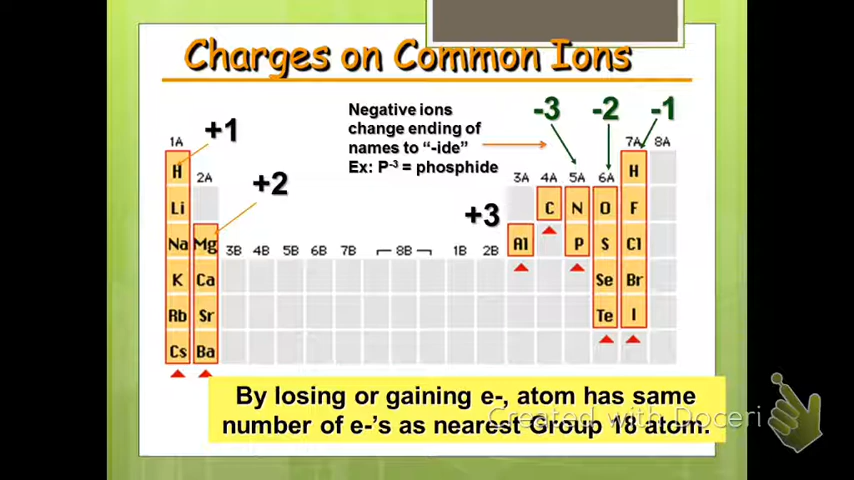 Charges on Common Ions
Negative ions
change ending of
names to “-ide”
Ex: P-3 = phosphide
-3 -2 -1
+1
1A 7A 8A
+2
2A 3A 4A 5A 6A
+3
3B 4B 5B 6B 7B 8B 1B 2B
H H
Li C N O F
Na Mg Al P S Cl
K Ca Se Br
Rb Sr Te I
Cs Ba
By losing or gaining e-, atom has same
number of e-'s as nearest Group 18 atom.
Created with Doceri